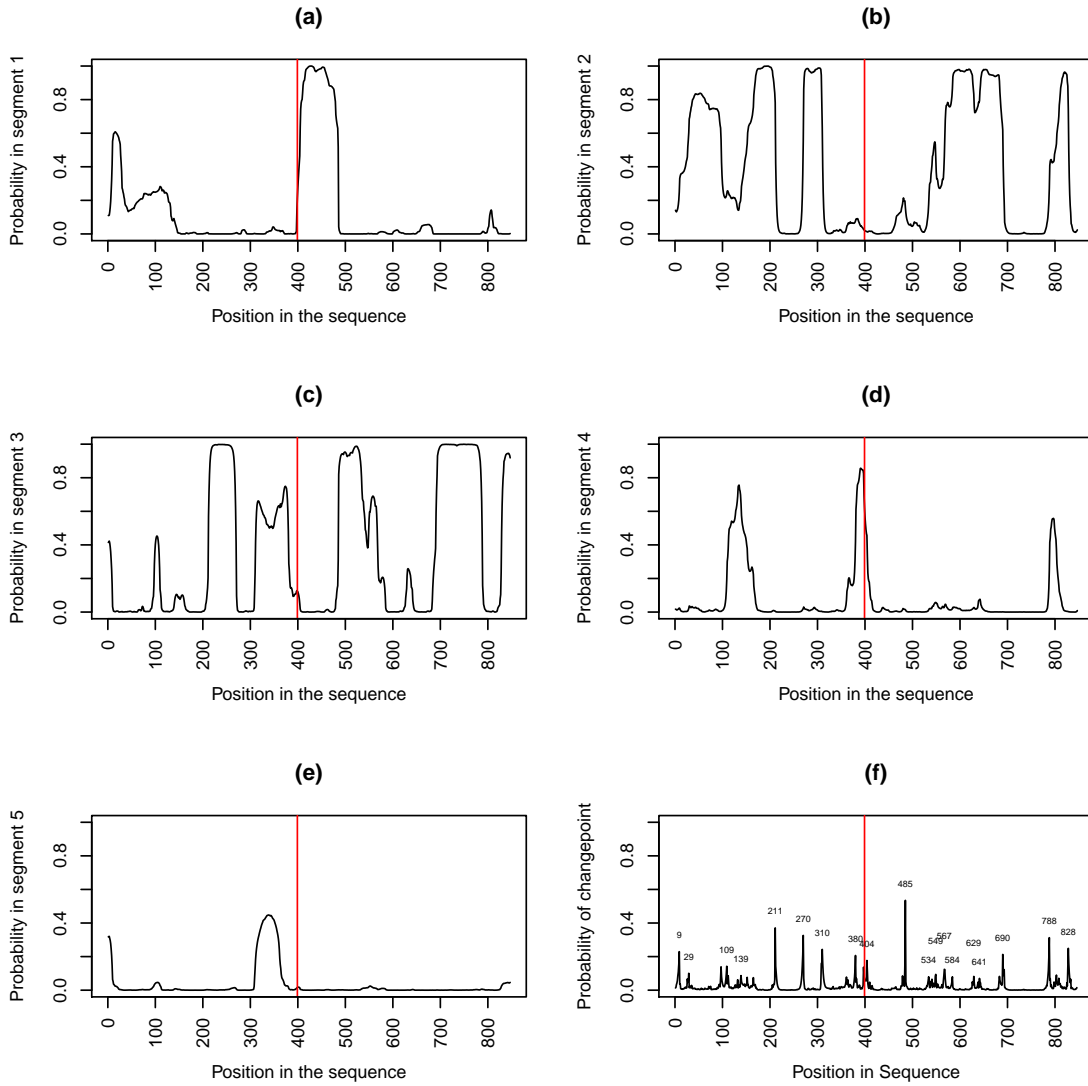 (a)
Probability in segment 1
0.0 0.4 0.8
0 100 200 300 400 500 600 700 800
Position in the sequence
(b)
Probability in segment 2
0.0 0.4 0.8
0 100 200 300 400 500 600 700 800
Position in the sequence
(c)
Probability in segment 3
0.0 0.4 0.8
0 100 200 300 400 500 600 700 800
Position in the sequence
(d)
Probability in segment 4
0.0 0.4 0.8
0 100 200 300 400 500 600 700 800
Position in the sequence
(e)
Probability in segment 5
0.0 0.4 0.8
0 100 200 300 400 500 600 700 800
Position in the sequence
(f)
Probability of changepoint
0.0 0.4 0.8
9 29 109 139 211 270 310 380 404 485 534 549 567 584 629 641 690 788 828
0 100 200 300 400 500 600 700 800
Position in Sequence